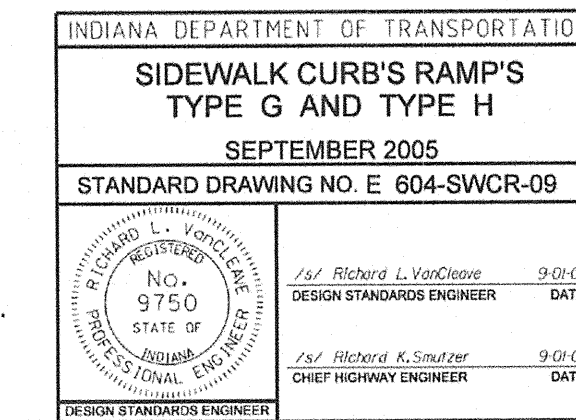 INDIANA DEPARTMENT OF TRANSPORTATIO
SIDEWALK CURB'S RAMP'S
TYPE G AND TYPE H
SEPTEMBER 2005
STANDARD DRAWING NO. E 604-SWCR-09
RICHARD L. VanCLEAVE
REGISTERED
No.
9750
STATE OF
INDIANA
PROFESSIONAL ENGINEER
DESIGN STANDARDS ENGINEER
/s/ Richard L. VanCleave 9-01-0
DESIGN STANDARDS ENGINEER DAT
/s/ Richard K. Smutzer 9-01-0
CHIEF HIGHWAY ENGINEER DAT